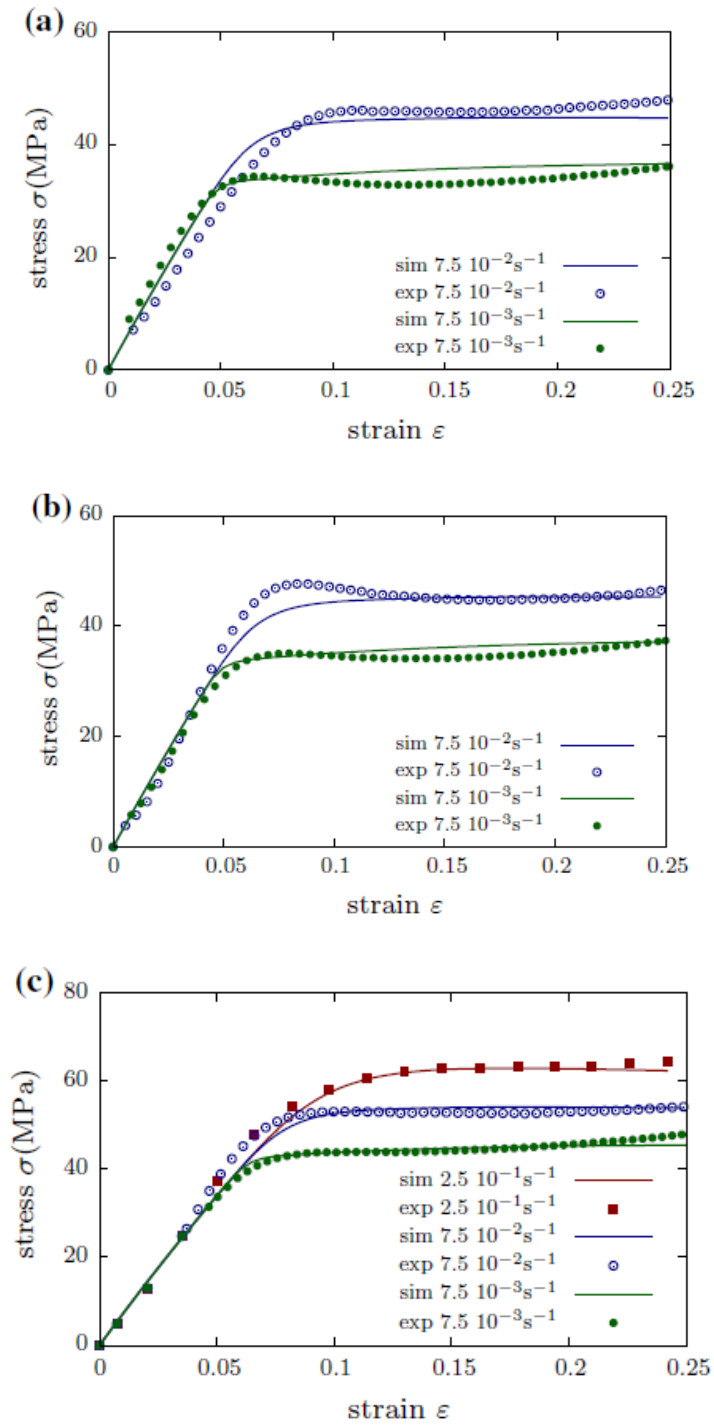 (a)
60
40
20
0
stress σ(MPa)
sim 7.5 10⁻²s⁻¹
exp 7.5 10⁻²s⁻¹
sim 7.5 10⁻³s⁻¹
exp 7.5 10⁻³s⁻¹
0 0.05 0.1 0.15 0.2 0.25
strain ε
(b)
60
40
20
0
stress σ(MPa)
sim 7.5 10⁻²s⁻¹
exp 7.5 10⁻²s⁻¹
sim 7.5 10⁻³s⁻¹
exp 7.5 10⁻³s⁻¹
0 0.05 0.1 0.15 0.2 0.25
strain ε
(c)
80
60
40
20
0
stress σ(MPa)
sim 2.5 10⁻¹s⁻¹
exp 2.5 10⁻¹s⁻¹
sim 7.5 10⁻²s⁻¹
exp 7.5 10⁻²s⁻¹
sim 7.5 10⁻³s⁻¹
exp 7.5 10⁻³s⁻¹
0 0.05 0.1 0.15 0.2 0.25
strain ε